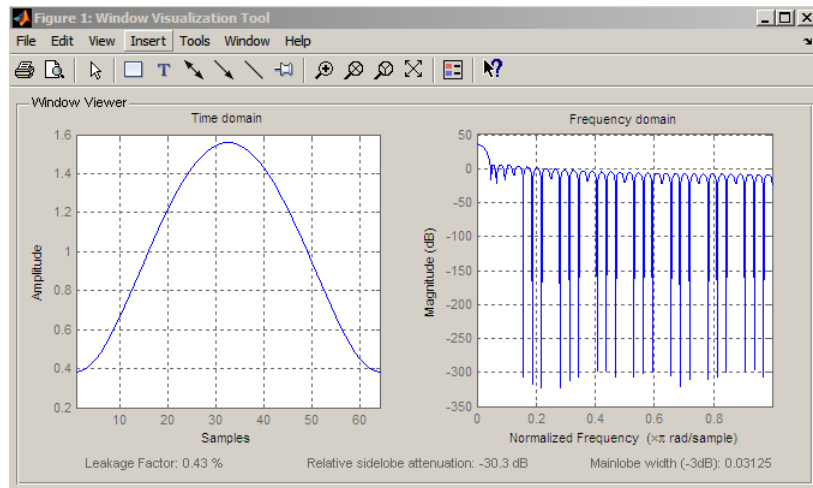 Figure 1: Window Visualization Tool
File Edit View Insert Tools Window Help
T
Window Viewer
Time domain
1.6
1.4
1.2
1
0.8
0.6
0.4
0.2
10 20 30 40 50 60
Amplitude
Samples
Frequency domain
50
0
-50
-100
-150
-200
-250
-300
-350
0 0.2 0.4 0.6 0.8
Magnitude (dB)
Normalized Frequency (×π rad/sample)
Leakage Factor: 0.43 % Relative sidelobe attenuation: -30.3 dB Mainlobe width (-3dB): 0.03125